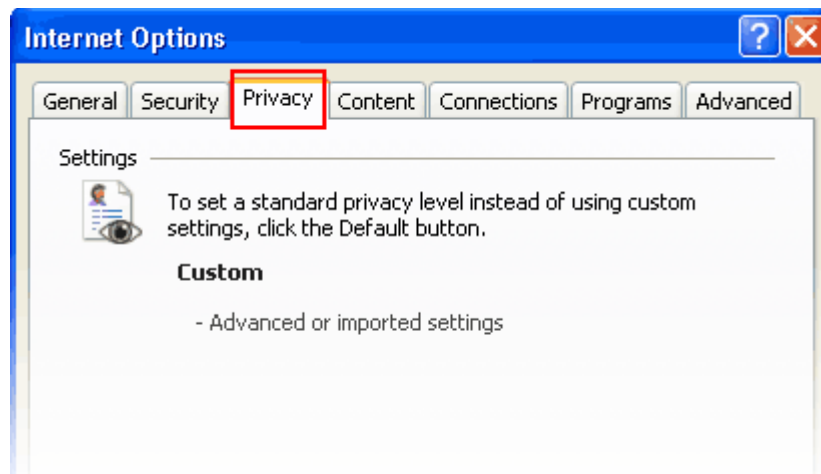 Internet Options
General Security Privacy Content Connections Programs Advanced
Settings
To set a standard privacy level instead of using custom
settings, click the Default button.
Custom
- Advanced or imported settings